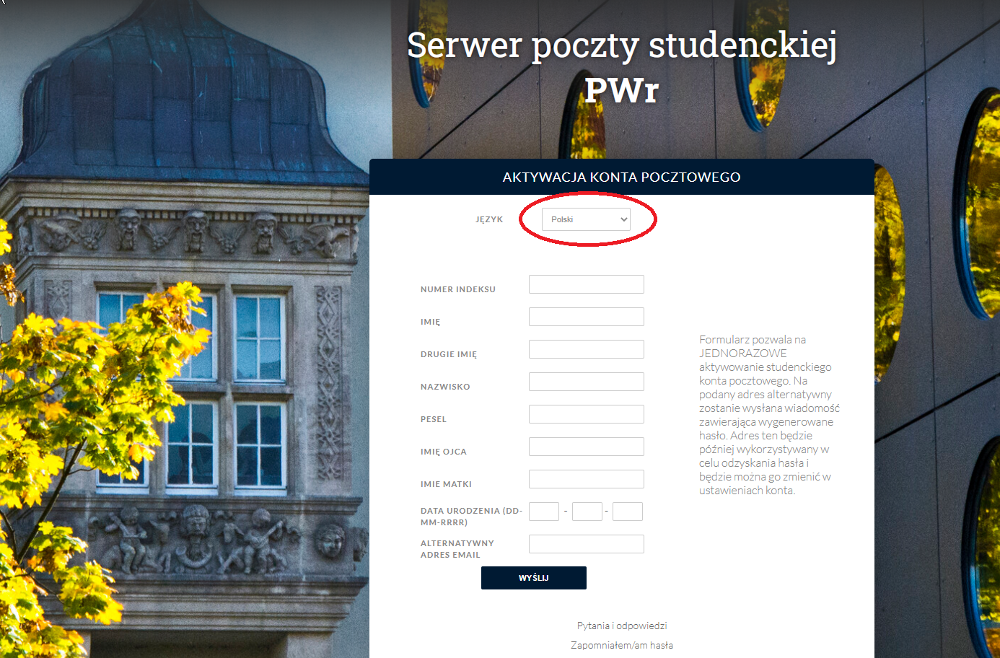 Serwer poczty studenckiej
PWr
AKTYWACJA KONTA POCZTOWEGO
JĘZYK
Polski
NUMER INDEKSU
IMIĘ
DRUGIE IMIĘ
NAZWISKO
PESEL
IMIĘ OJCA
IMIE MATKI
DATA URODZENIA (DD-
MM-RRRR)
- -
ALTERNATYWNY
ADRES EMAIL
WYŚLIJ
Formularz pozwala na
JEDNORAZOWE
aktywowanie studenckiego
konta pocztowego. Na
podany adres alternatywny
zostanie wysłana wiadomość
zawierająca wygenerowane
hasło. Adres ten będzie
później wykorzystywany w
celu odzyskania hasła i
będzie można go zmienić w
ustawieniach konta.
Pytania i odpowiedzi
Zapomniałem/am hasła